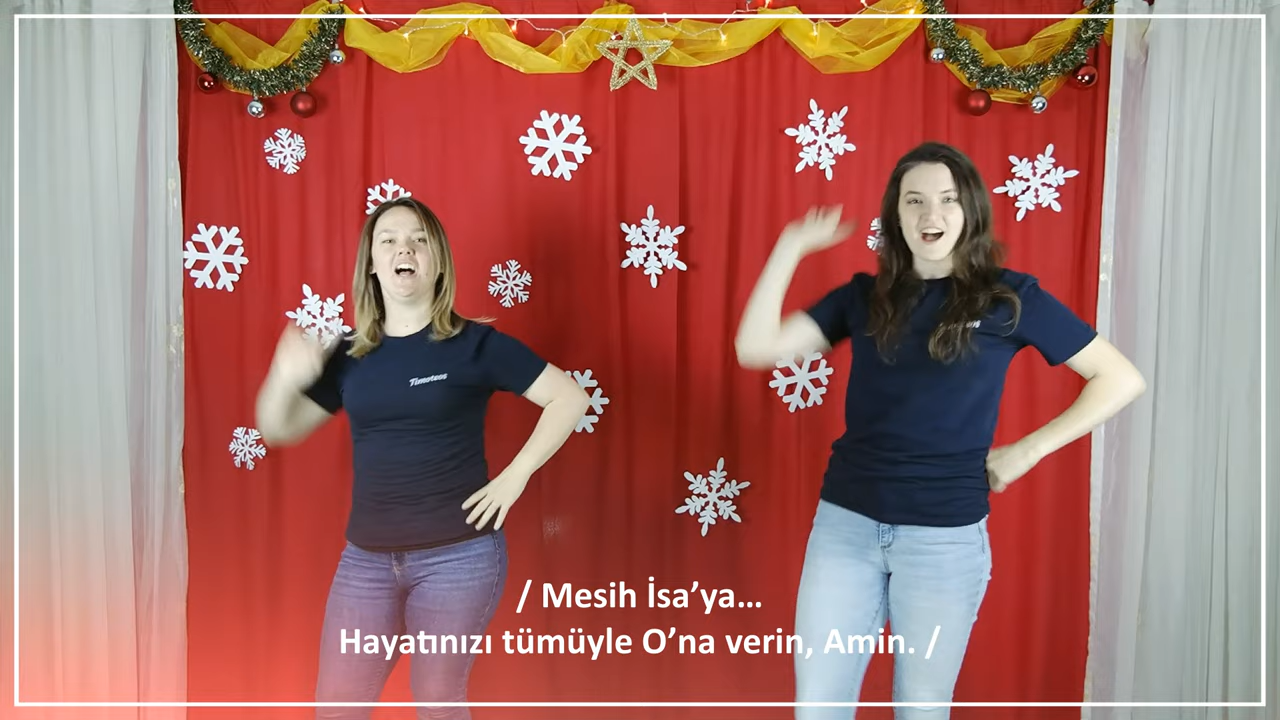 Timoteos
/ Mesih İsa’ya…
Hayatınızı tümüyle O’na verin, Amin. /